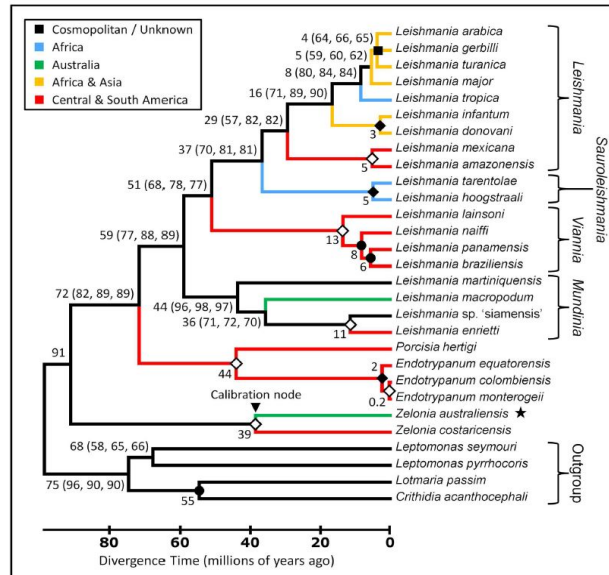 Cosmopolitan / Unknown
Africa
Australia
Africa & Asia
Central & South America
4 (64, 66, 65)
5 (59, 60, 62)
8 (80, 84, 84)
16 (71, 89, 90)
29 (57, 82, 82)
37 (70, 81, 81)
51 (68, 78, 77)
59 (77, 88, 89)
72 (82, 89, 89)
91
44 (96, 98, 97)
36 (71, 72, 70)
68 (58, 65, 66)
75 (96, 90, 90)
3
5
5
13
8
6
11
44
2
0.2
Calibration node
39
55
Leishmania arabica
Leishmania gerbilli
Leishmania turanica
Leishmania major
Leishmania tropica
Leishmania infantum
Leishmania donovani
Leishmania mexicana
Leishmania amazonensis
Leishmania tarentolae
Leishmania hoogstraali
Leishmania lainsoni
Leishmania naiffi
Leishmania panamensis
Leishmania braziliensis
Leishmania martiniquensis
Leishmania macropodum
Leishmania sp. 'siamensis'
Leishmania enrietti
Porcisia hertigi
Endotrypanum equatorensis
Endotrypanum colombiensis
Endotrypanum monterogeii
Zelonia australiensis ★
Zelonia costaricensis
Leptomonas seymouri
Leptomonas pyrrhocoris
Lotmaria passim
Crithidia acanthocephali
Leishmania
Sauroleishmania
Viannia
Mundinia
Outgroup
80 60 40 20 0
Divergence Time (millions of years ago)